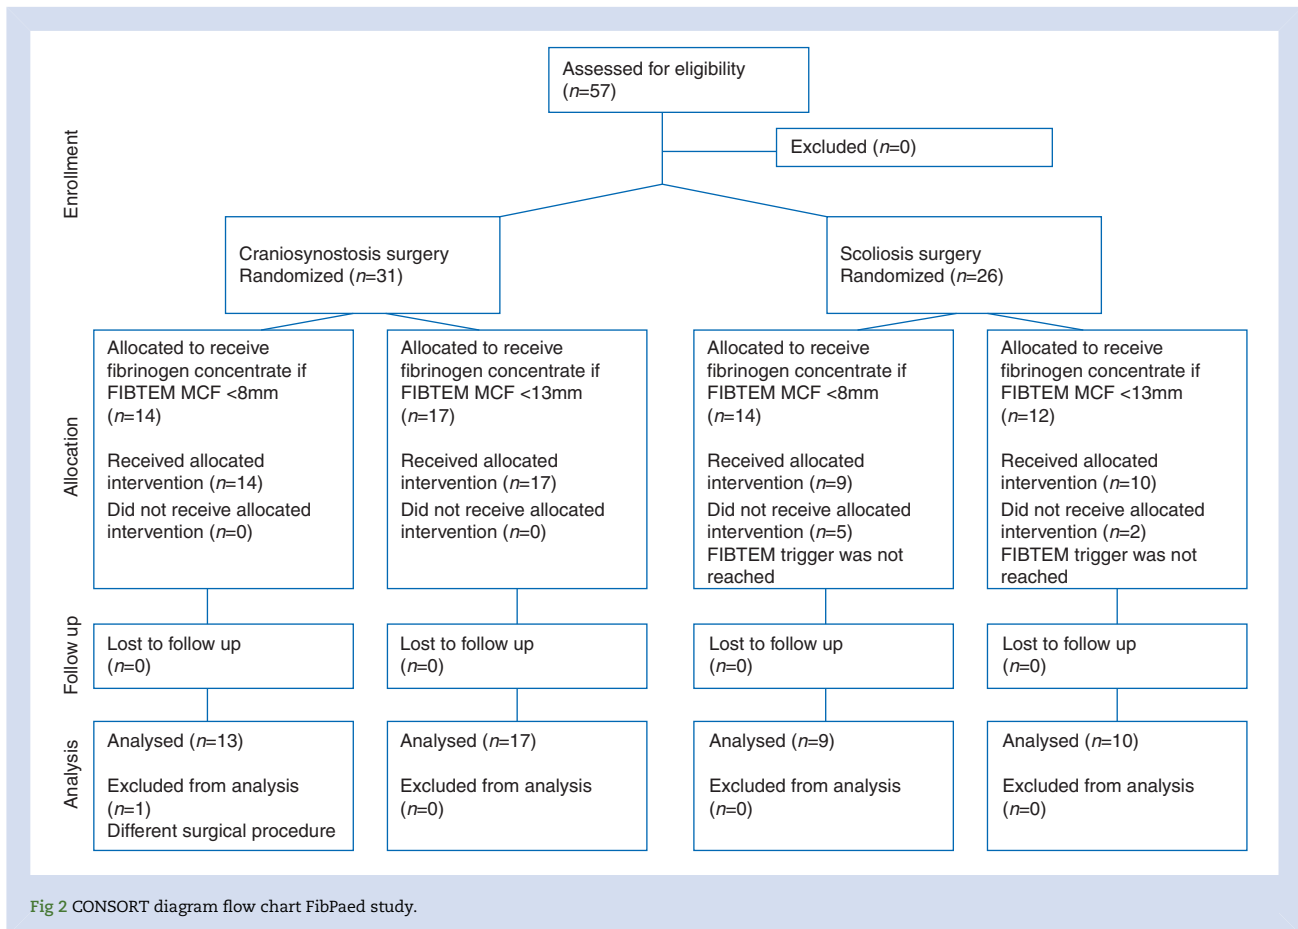 Enrollment
Assessed for eligibility
(n=57)
Excluded (n=0)
Craniosynostosis surgery
Randomized (n=31)
Scoliosis surgery
Randomized (n=26)
Allocation
Allocated to receive
fibrinogen concentrate if
FIBTEM MCF <8mm
(n=14)
Received allocated
intervention (n=14)
Did not receive allocated
intervention (n=0)
Allocated to receive
fibrinogen concentrate if
FIBTEM MCF <13mm
(n=17)
Received allocated
intervention (n=17)
Did not receive allocated
intervention (n=0)
Allocated to receive
fibrinogen concentrate if
FIBTEM MCF <8mm
(n=14)
Received allocated
intervention (n=9)
Did not receive allocated
intervention (n=5)
FIBTEM trigger was not
reached
Allocated to receive
fibrinogen concentrate if
FIBTEM MCF <13mm
(n=12)
Received allocated
intervention (n=10)
Did not receive allocated
intervention (n=2)
FIBTEM trigger was not
reached
Follow up
Lost to follow up
(n=0)
Lost to follow up
(n=0)
Lost to follow up
(n=0)
Lost to follow up
(n=0)
Analysis
Analysed (n=13)
Excluded from analysis
(n=1)
Different surgical procedure
Analysed (n=17)
Excluded from analysis
(n=0)
Analysed (n=9)
Excluded from analysis
(n=0)
Analysed (n=10)
Excluded from analysis
(n=0)
Fig 2 CONSORT diagram flow chart FibPaed study.